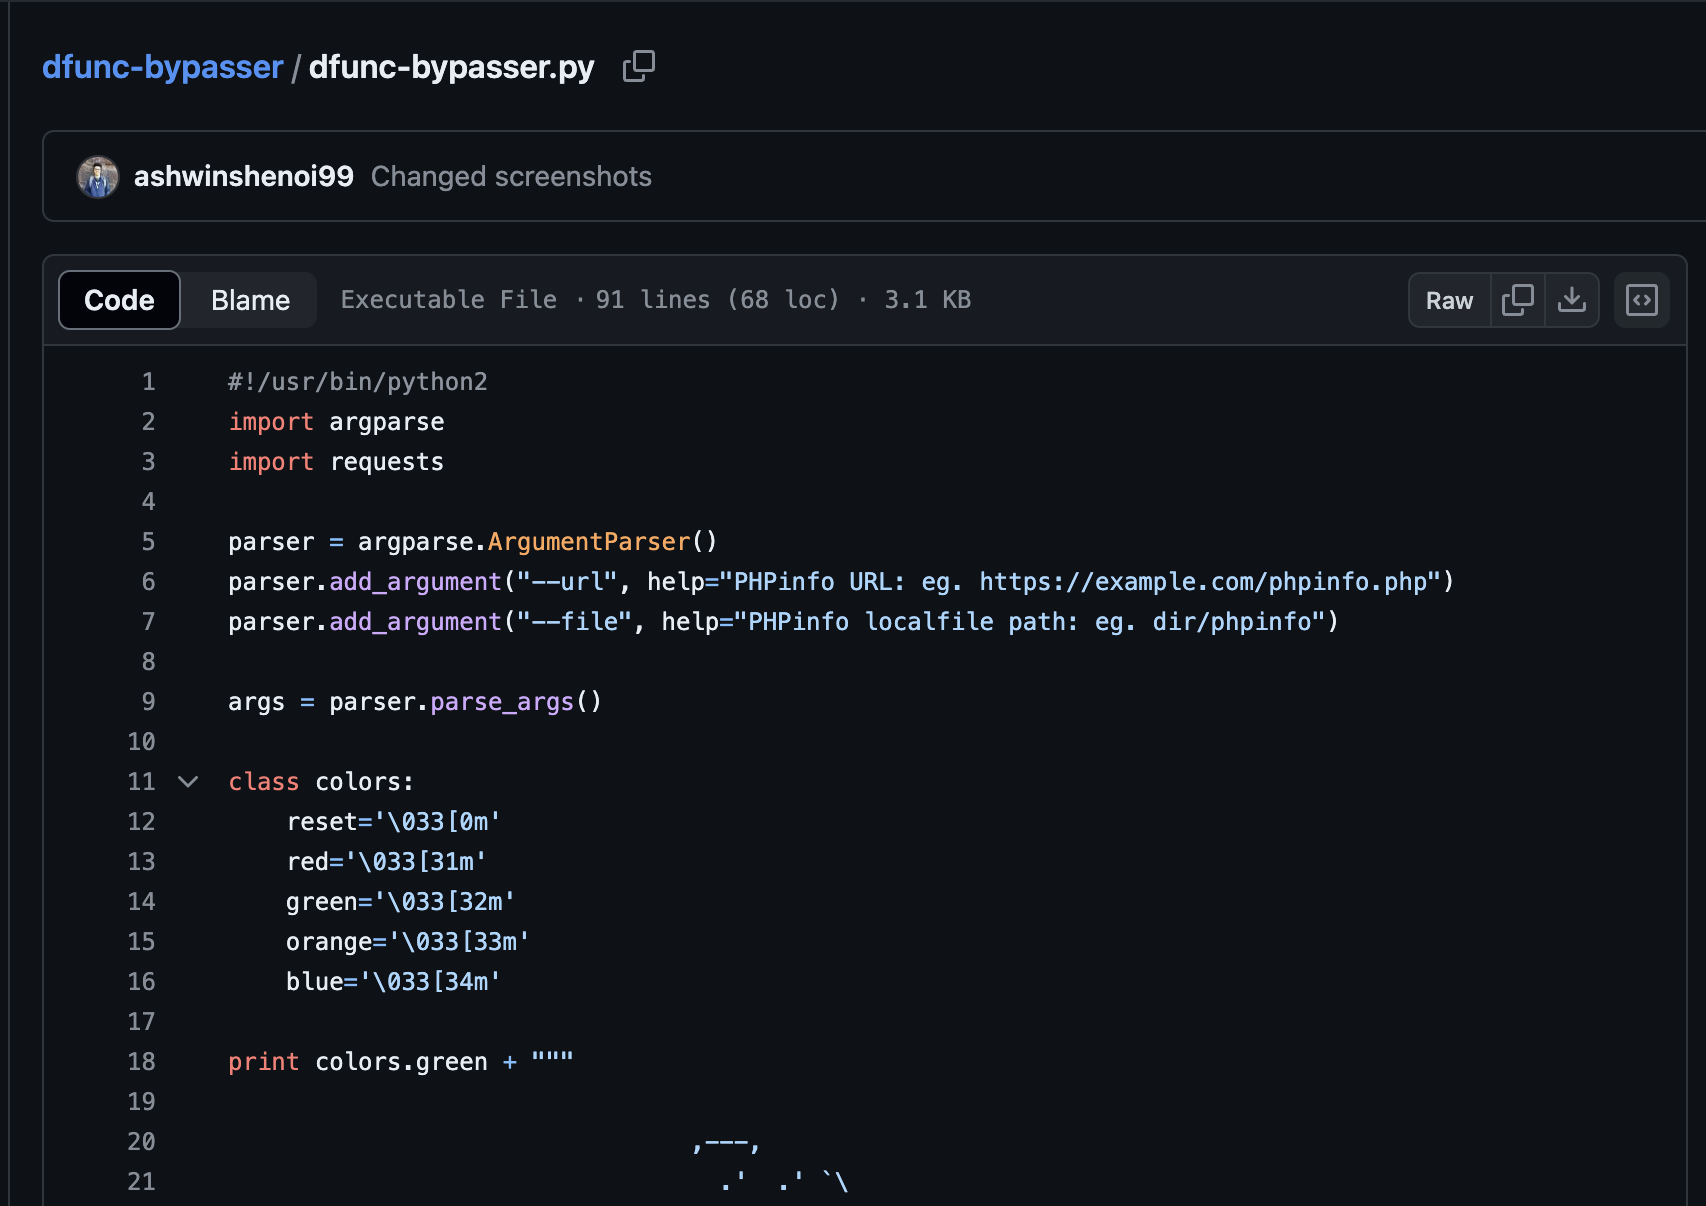 dfunc-bypasser / dfunc-bypasser.py
ashwinshenoi99 Changed screenshots
Code Blame Executable File · 91 lines (68 loc) · 3.1 KB Raw
1 #!/usr/bin/python2
2 import argparse
3 import requests
4
5 parser = argparse.ArgumentParser()
6 parser.add_argument("--url", help="PHPinfo URL: eg. https://example.com/phpinfo.php")
7 parser.add_argument("--file", help="PHPinfo localfile path: eg. dir/phpinfo")
8
9 args = parser.parse_args()
10
11 class colors:
12     reset='\033[0m'
13     red='\033[31m'
14     green='\033[32m'
15     orange='\033[33m'
16     blue='\033[34m'
17
18 print colors.green + """
19
20                                 ,---,
21                                   .'  .' `\